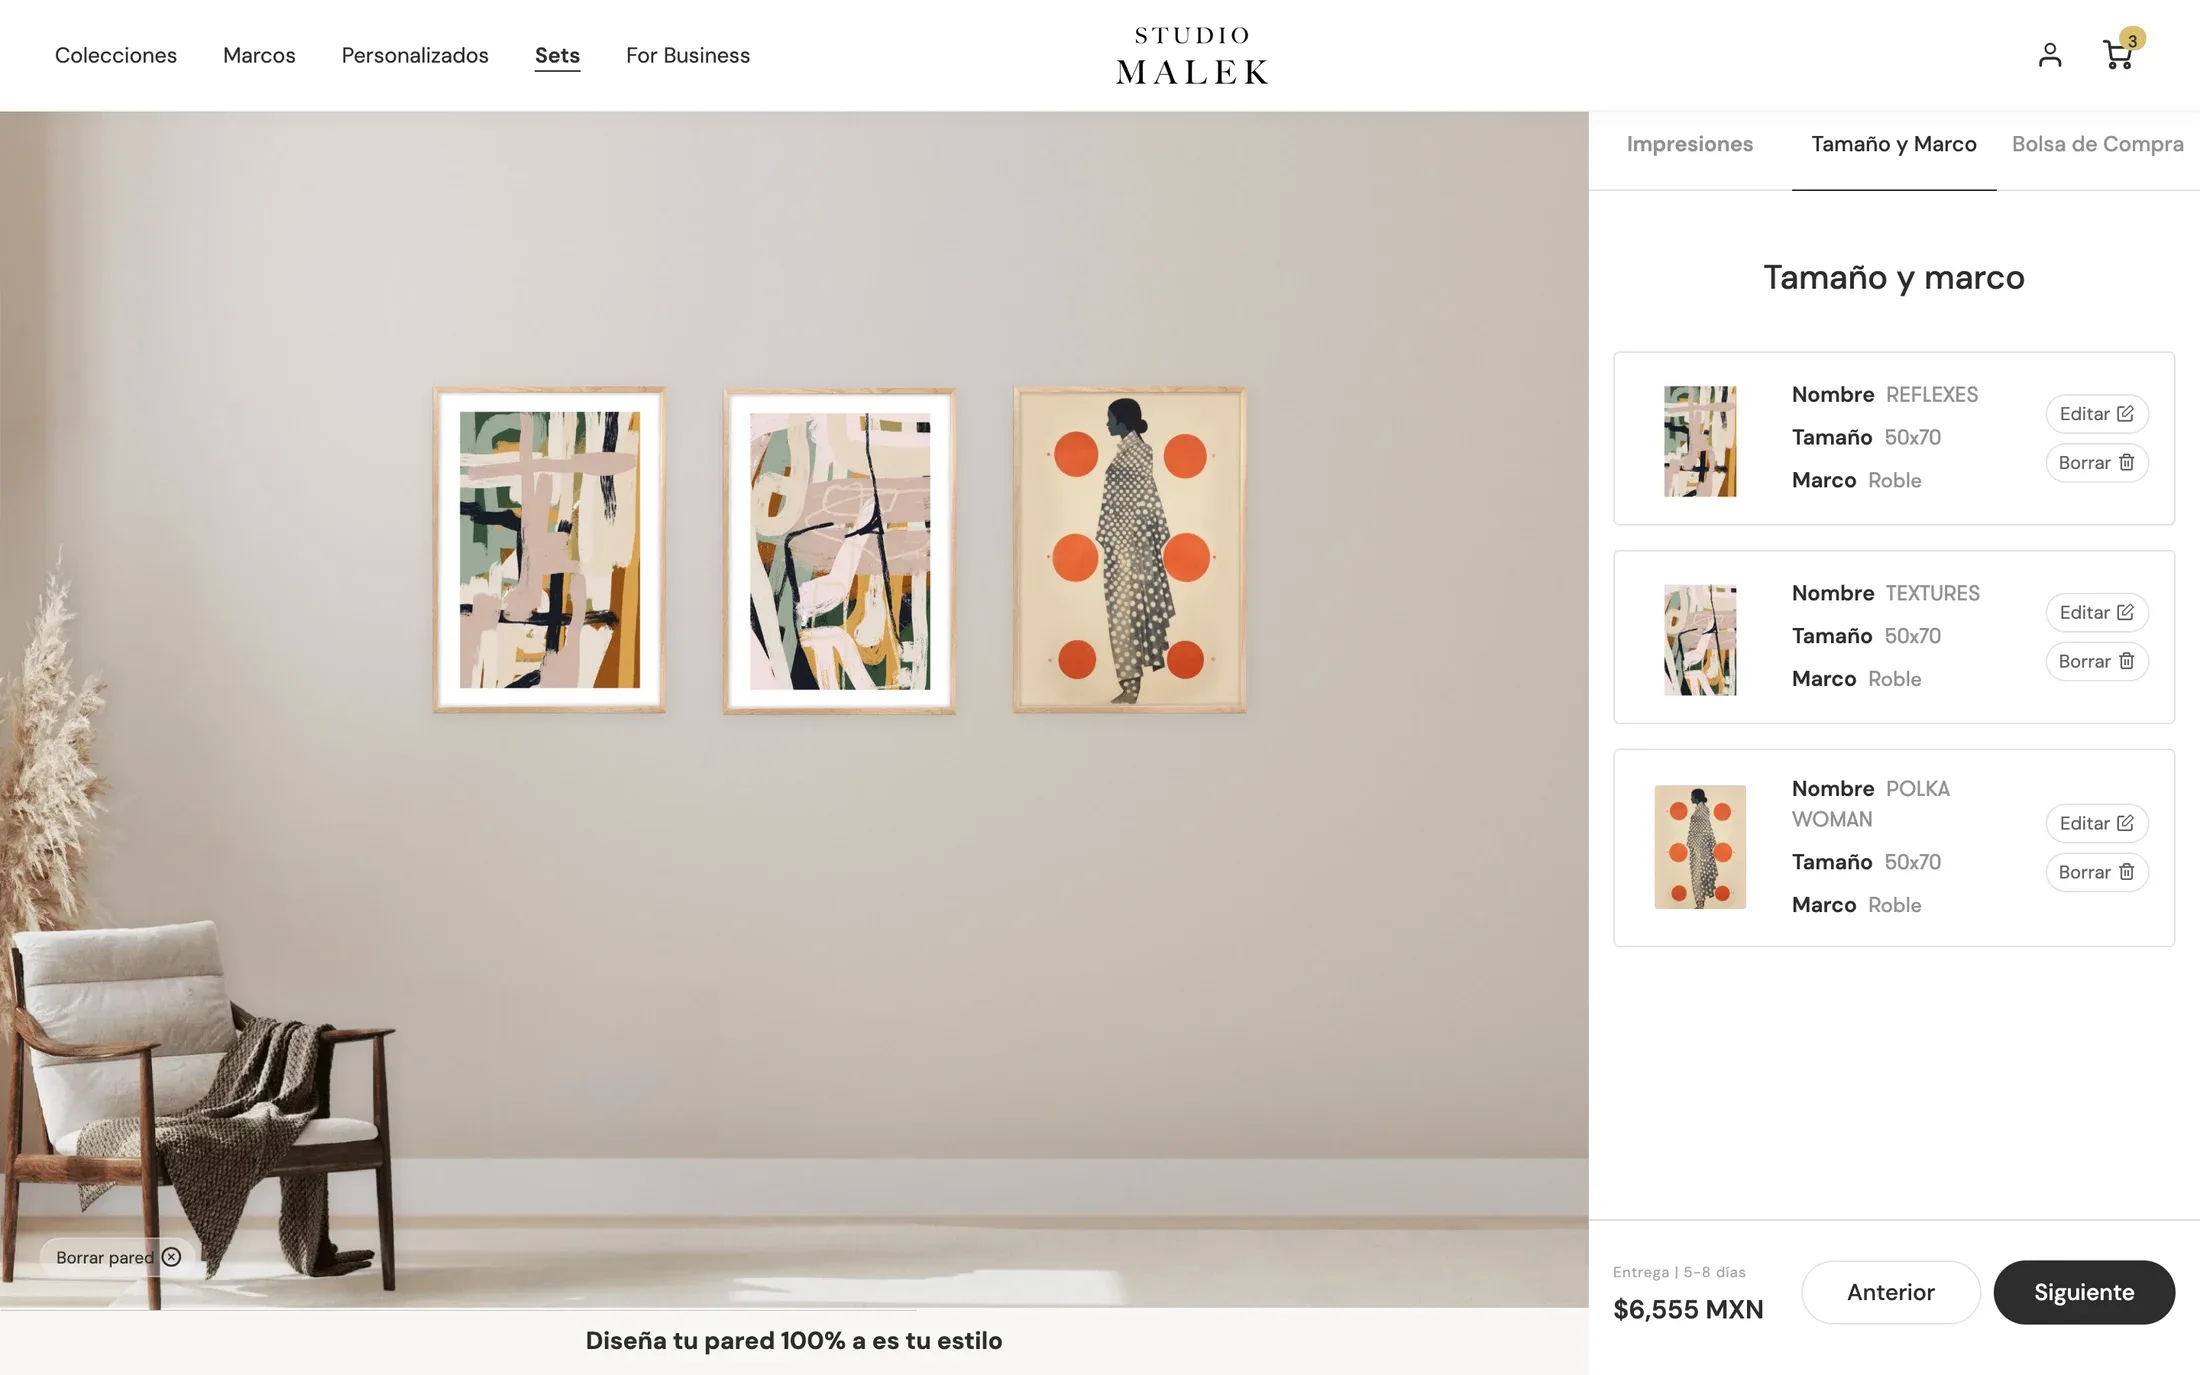 Colecciones
Marcos
Personalizados
Sets
For Business
STUDIO
MALEK
3
Impresiones
Tamaño y Marco
Bolsa de Compra
Tamaño y marco
Nombre REFLEXES
Tamaño 50x70
Marco Roble
Editar
Borrar
Nombre TEXTURES
Tamaño 50x70
Marco Roble
Editar
Borrar
Nombre POLKA
WOMAN
Tamaño 50x70
Marco Roble
Editar
Borrar
Borrar pared
Diseña tu pared 100% a es tu estilo
Entrega | 5-8 días
$6,555 MXN
Anterior
Siguiente